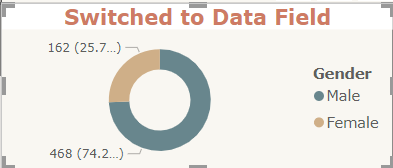 Switched to Data Field
162 (25.7...)
Gender
Male
Female
468 (74.2...)